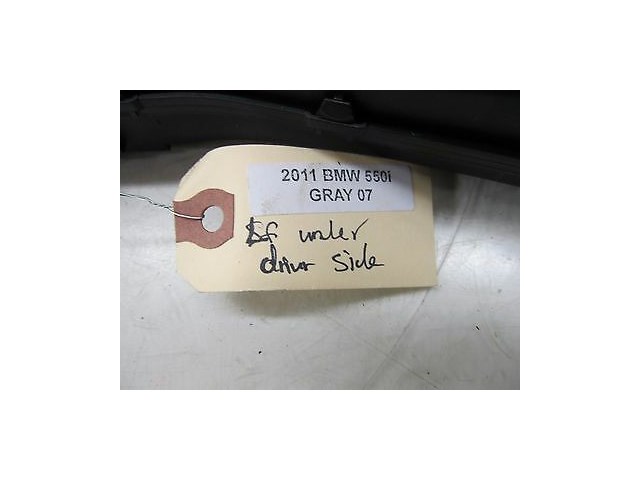 2011 BMW 550i
GRAY 07
Lf under
driver side